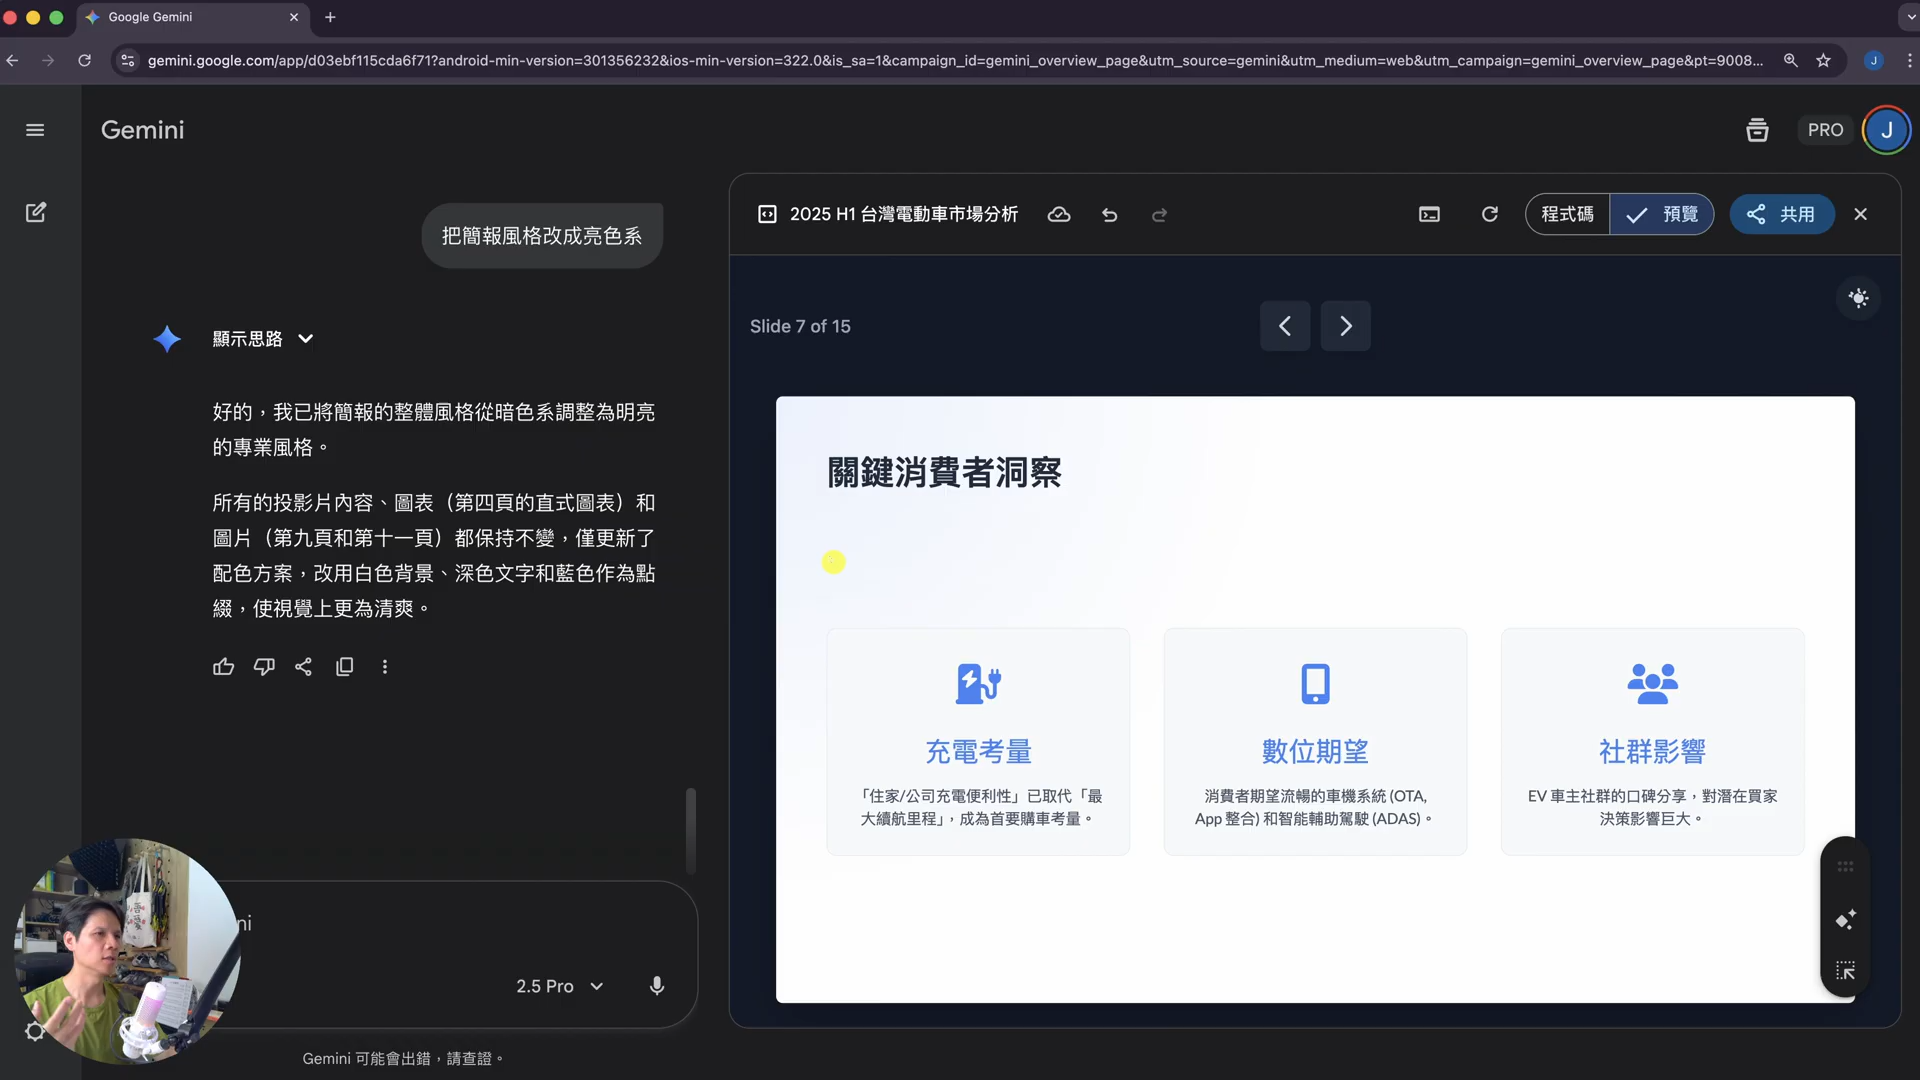 Google Gemini
gemini.google.com/app/d03ebf115cda6f71?android-min-version=301356232&ios-min-version=322.0&is_sa=1&campaign_id=gemini_overview_page&utm_source=gemini&utm_medium=web&utm_campaign=gemini_overview_page&pt=9008...
J
Gemini
PRO
J
把簡報風格改成亮色系
顯示思路
好的，我已將簡報的整體風格從暗色系調整為明亮
的專業風格。
所有的投影片內容、圖表（第四頁的直式圖表）和
圖片（第九頁和第十一頁）都保持不變，僅更新了
配色方案，改用白色背景、深色文字和藍色作為點
綴，使視覺上更為清爽。
ni
2.5 Pro
Gemini 可能會出錯，請查證。
2025 H1 台灣電動車市場分析
程式碼
預覽
共用
Slide 7 of 15
關鍵消費者洞察
充電考量
「住家/公司充電便利性」已取代「最
大續航里程」，成為首要購車考量。
數位期望
消費者期望流暢的車機系統 (OTA,
App 整合) 和智能輔助駕駛 (ADAS)。
社群影響
EV 車主社群的口碑分享，對潛在買家
決策影響巨大。